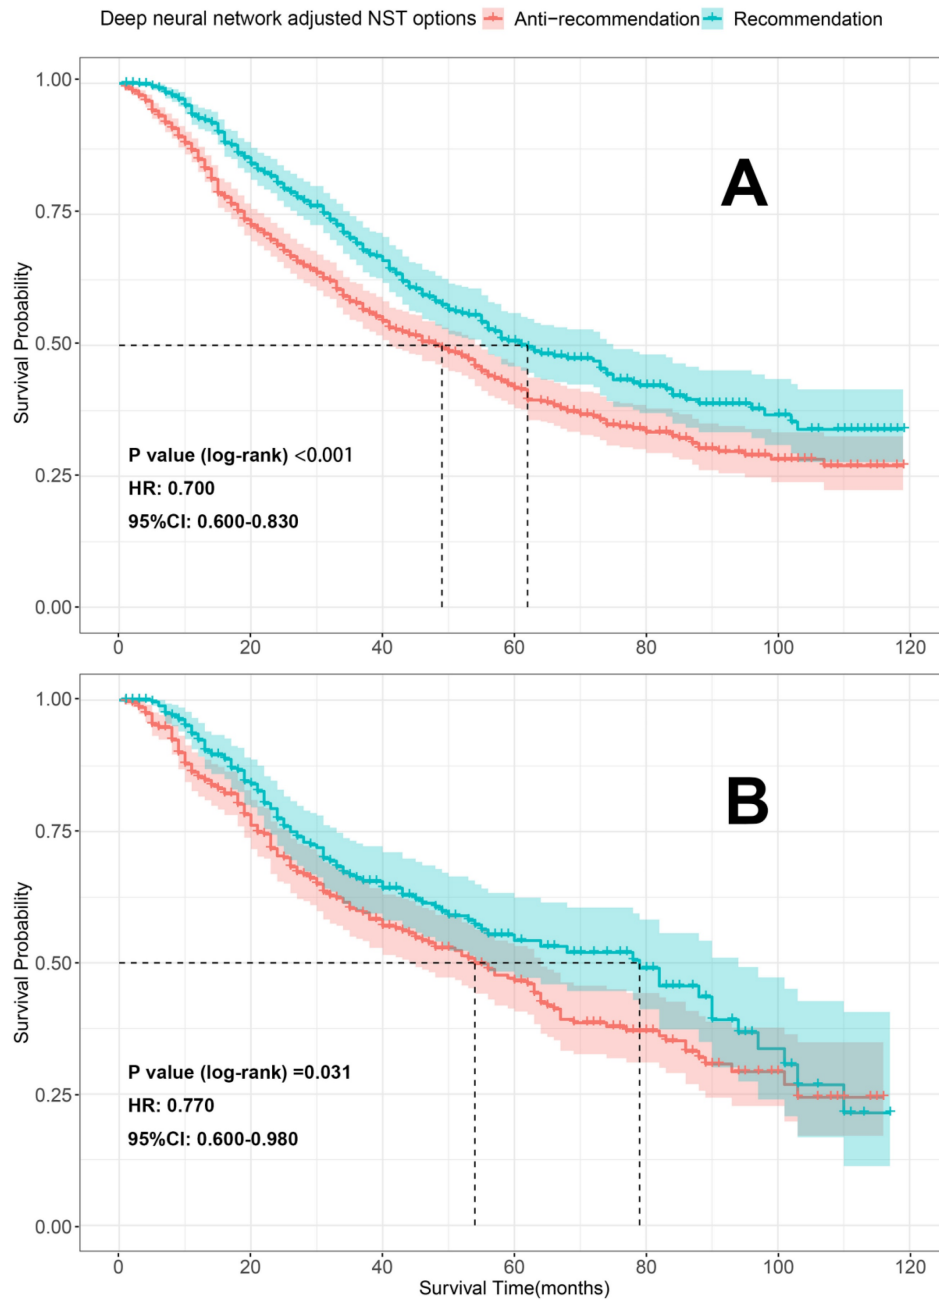 Deep neural network adjusted NST options Anti-recommendation Recommendation
1.00
A
0.75
0.50
Survival Probability
P value (log-rank) <0.001
0.25
HR: 0.700
95%CI: 0.600-0.830
0.00
0 20 40 60 80 100 120
1.00
B
0.75
0.50
Survival Probability
P value (log-rank) =0.031
HR: 0.770
0.25
95%CI: 0.600-0.980
0.00
0 20 40 60 80 100 120
Survival Time(months)